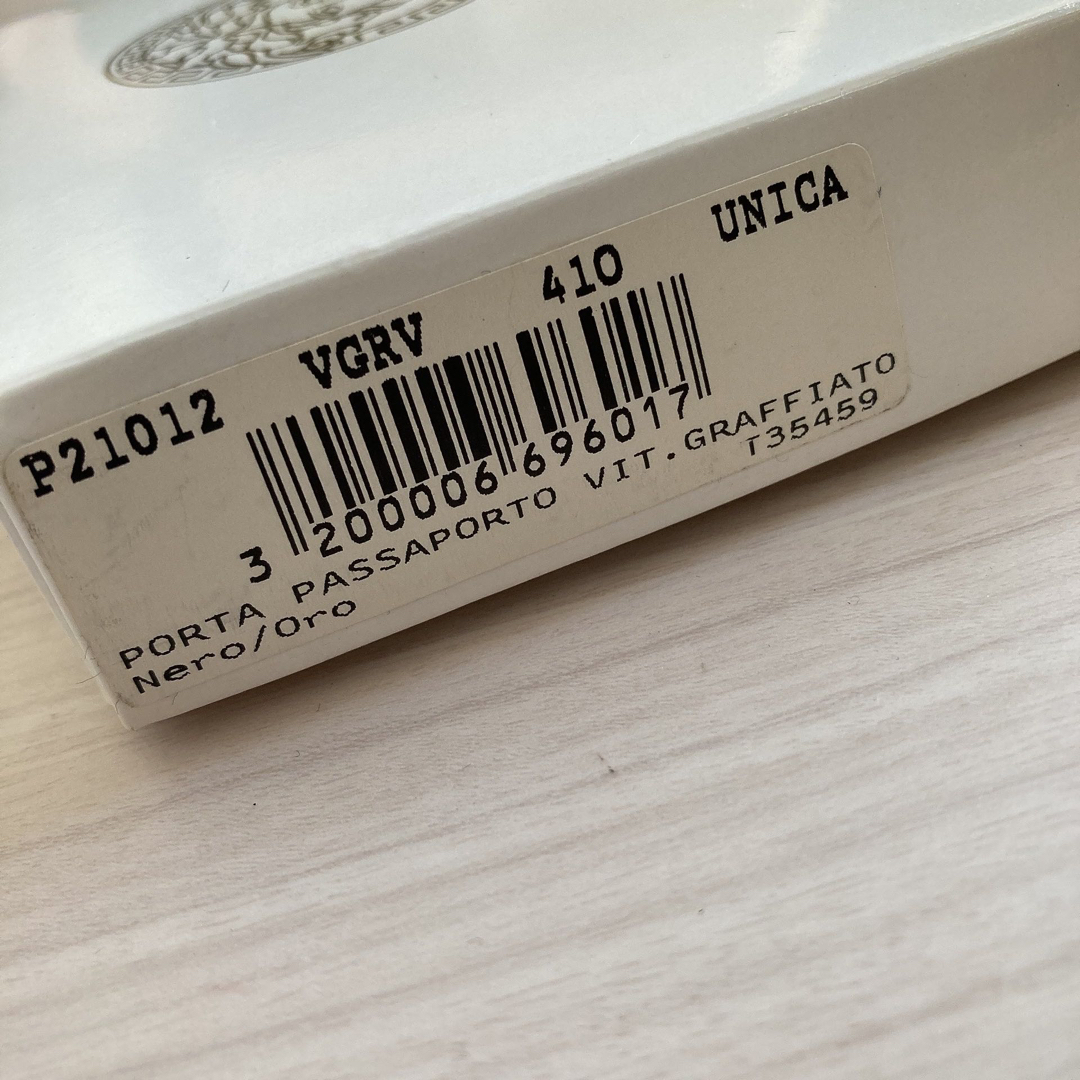 P21012 VGRV 410 UNICA
3 200006 696017
PORTA PASSAPORTO VIT.GRAFFIATO
Nero/Oro T35459